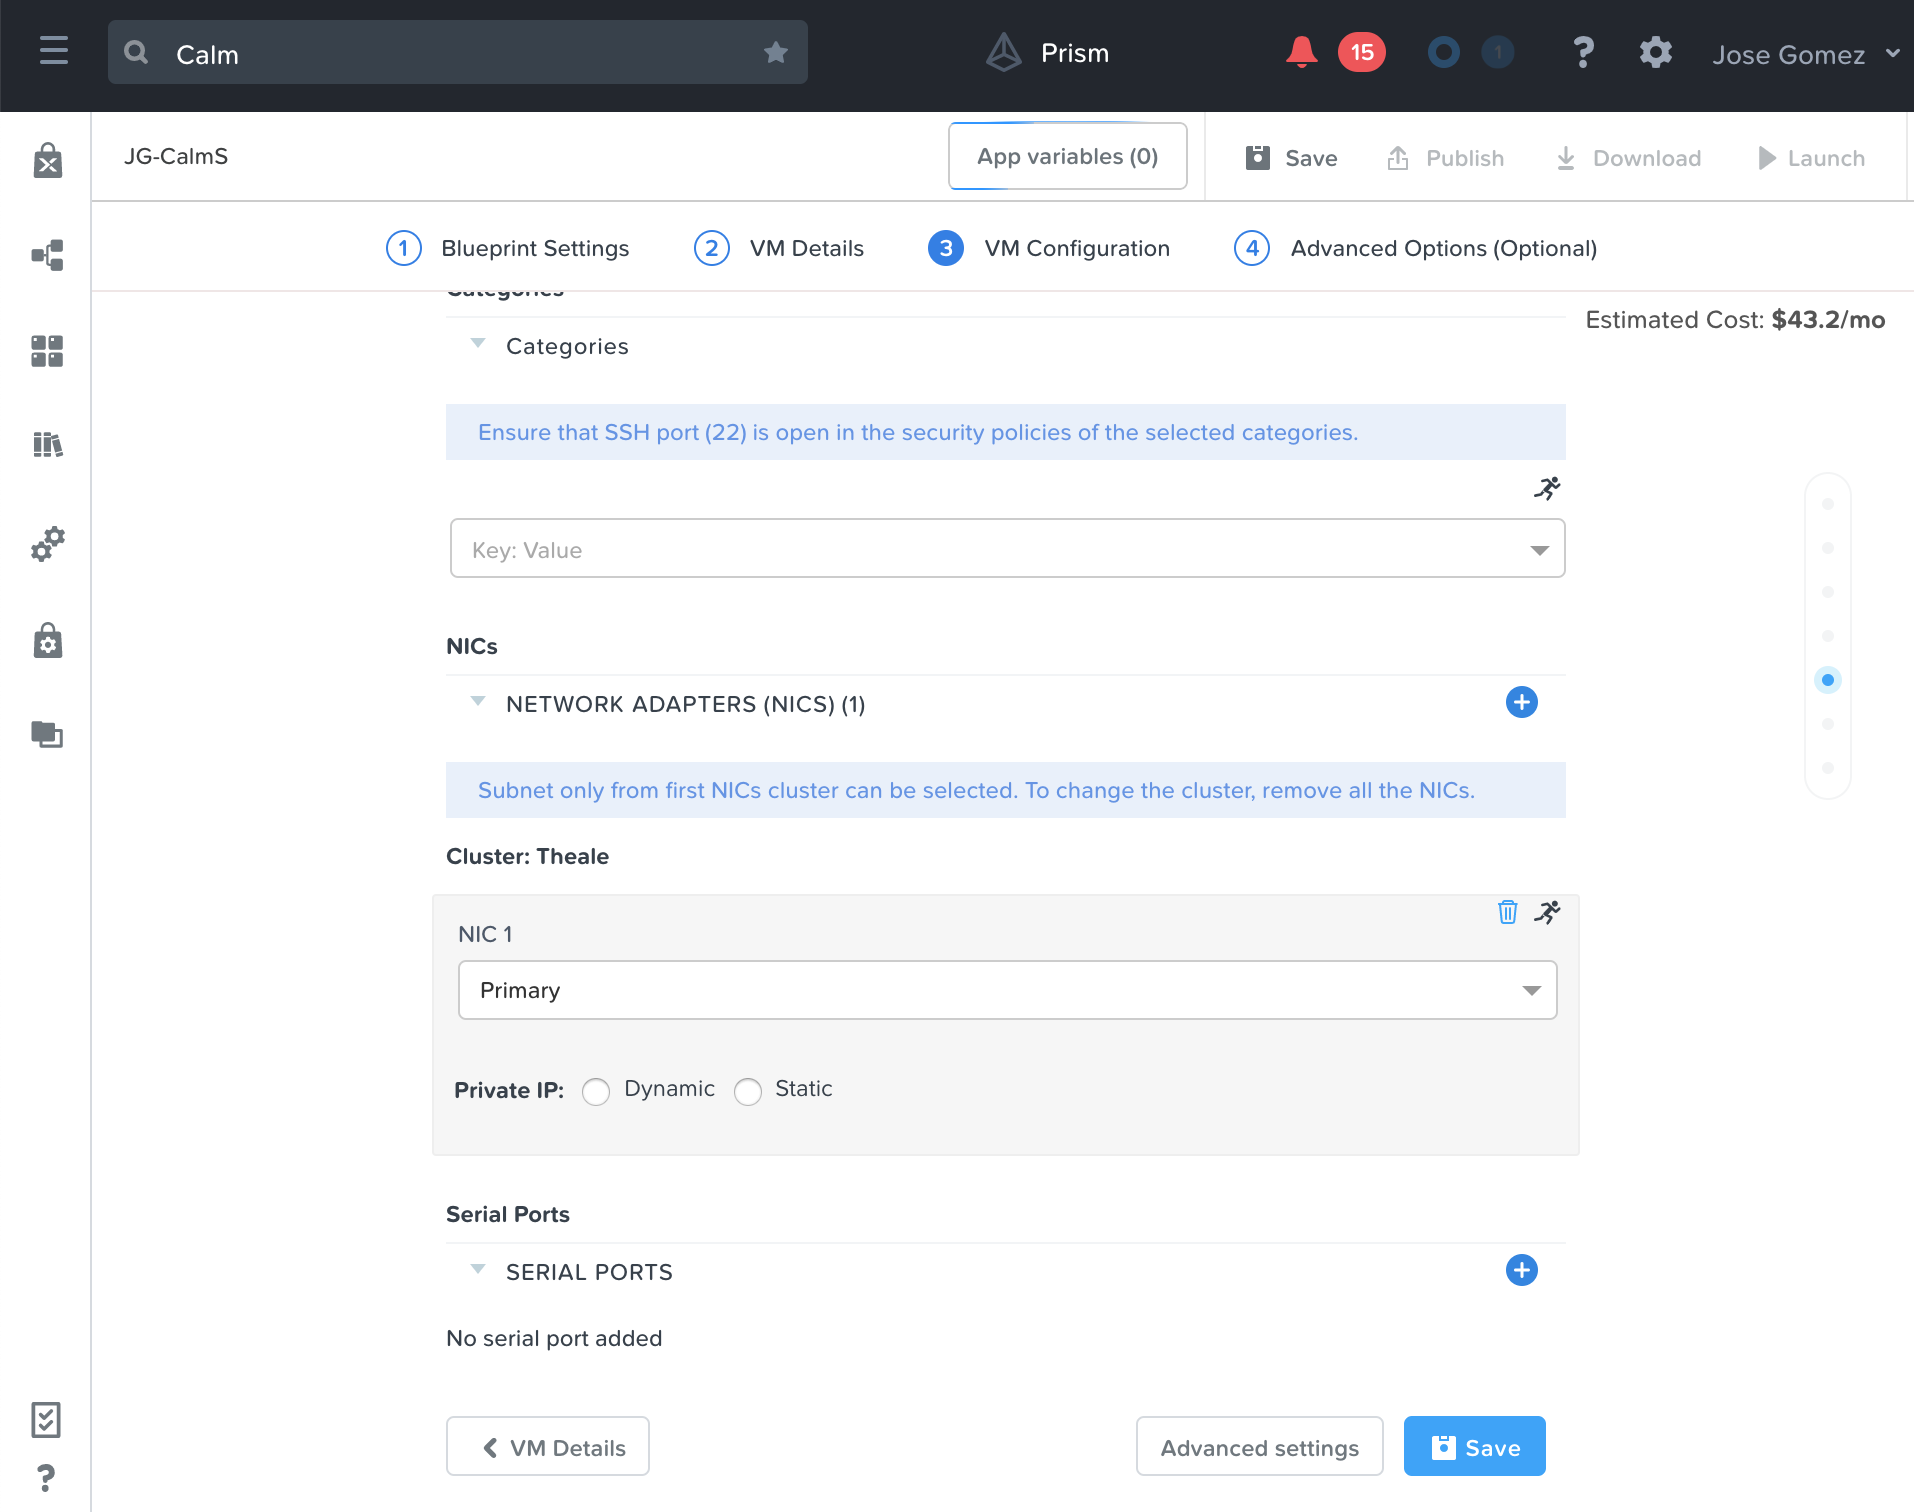 Calm
Prism
15
1
Jose Gomez
JG-CalmS
App variables (0)
Save
Publish
Download
Launch
1 Blueprint Settings
2 VM Details
3 VM Configuration
4 Advanced Options (Optional)
Categories
Estimated Cost: $43.2/mo
Categories
Ensure that SSH port (22) is open in the security policies of the selected categories.
Key: Value
NICs
NETWORK ADAPTERS (NICS) (1)
Subnet only from first NICs cluster can be selected. To change the cluster, remove all the NICs.
Cluster: Theale
NIC 1
Primary
Private IP: Dynamic Static
Serial Ports
SERIAL PORTS
No serial port added
VM Details
Advanced settings
Save